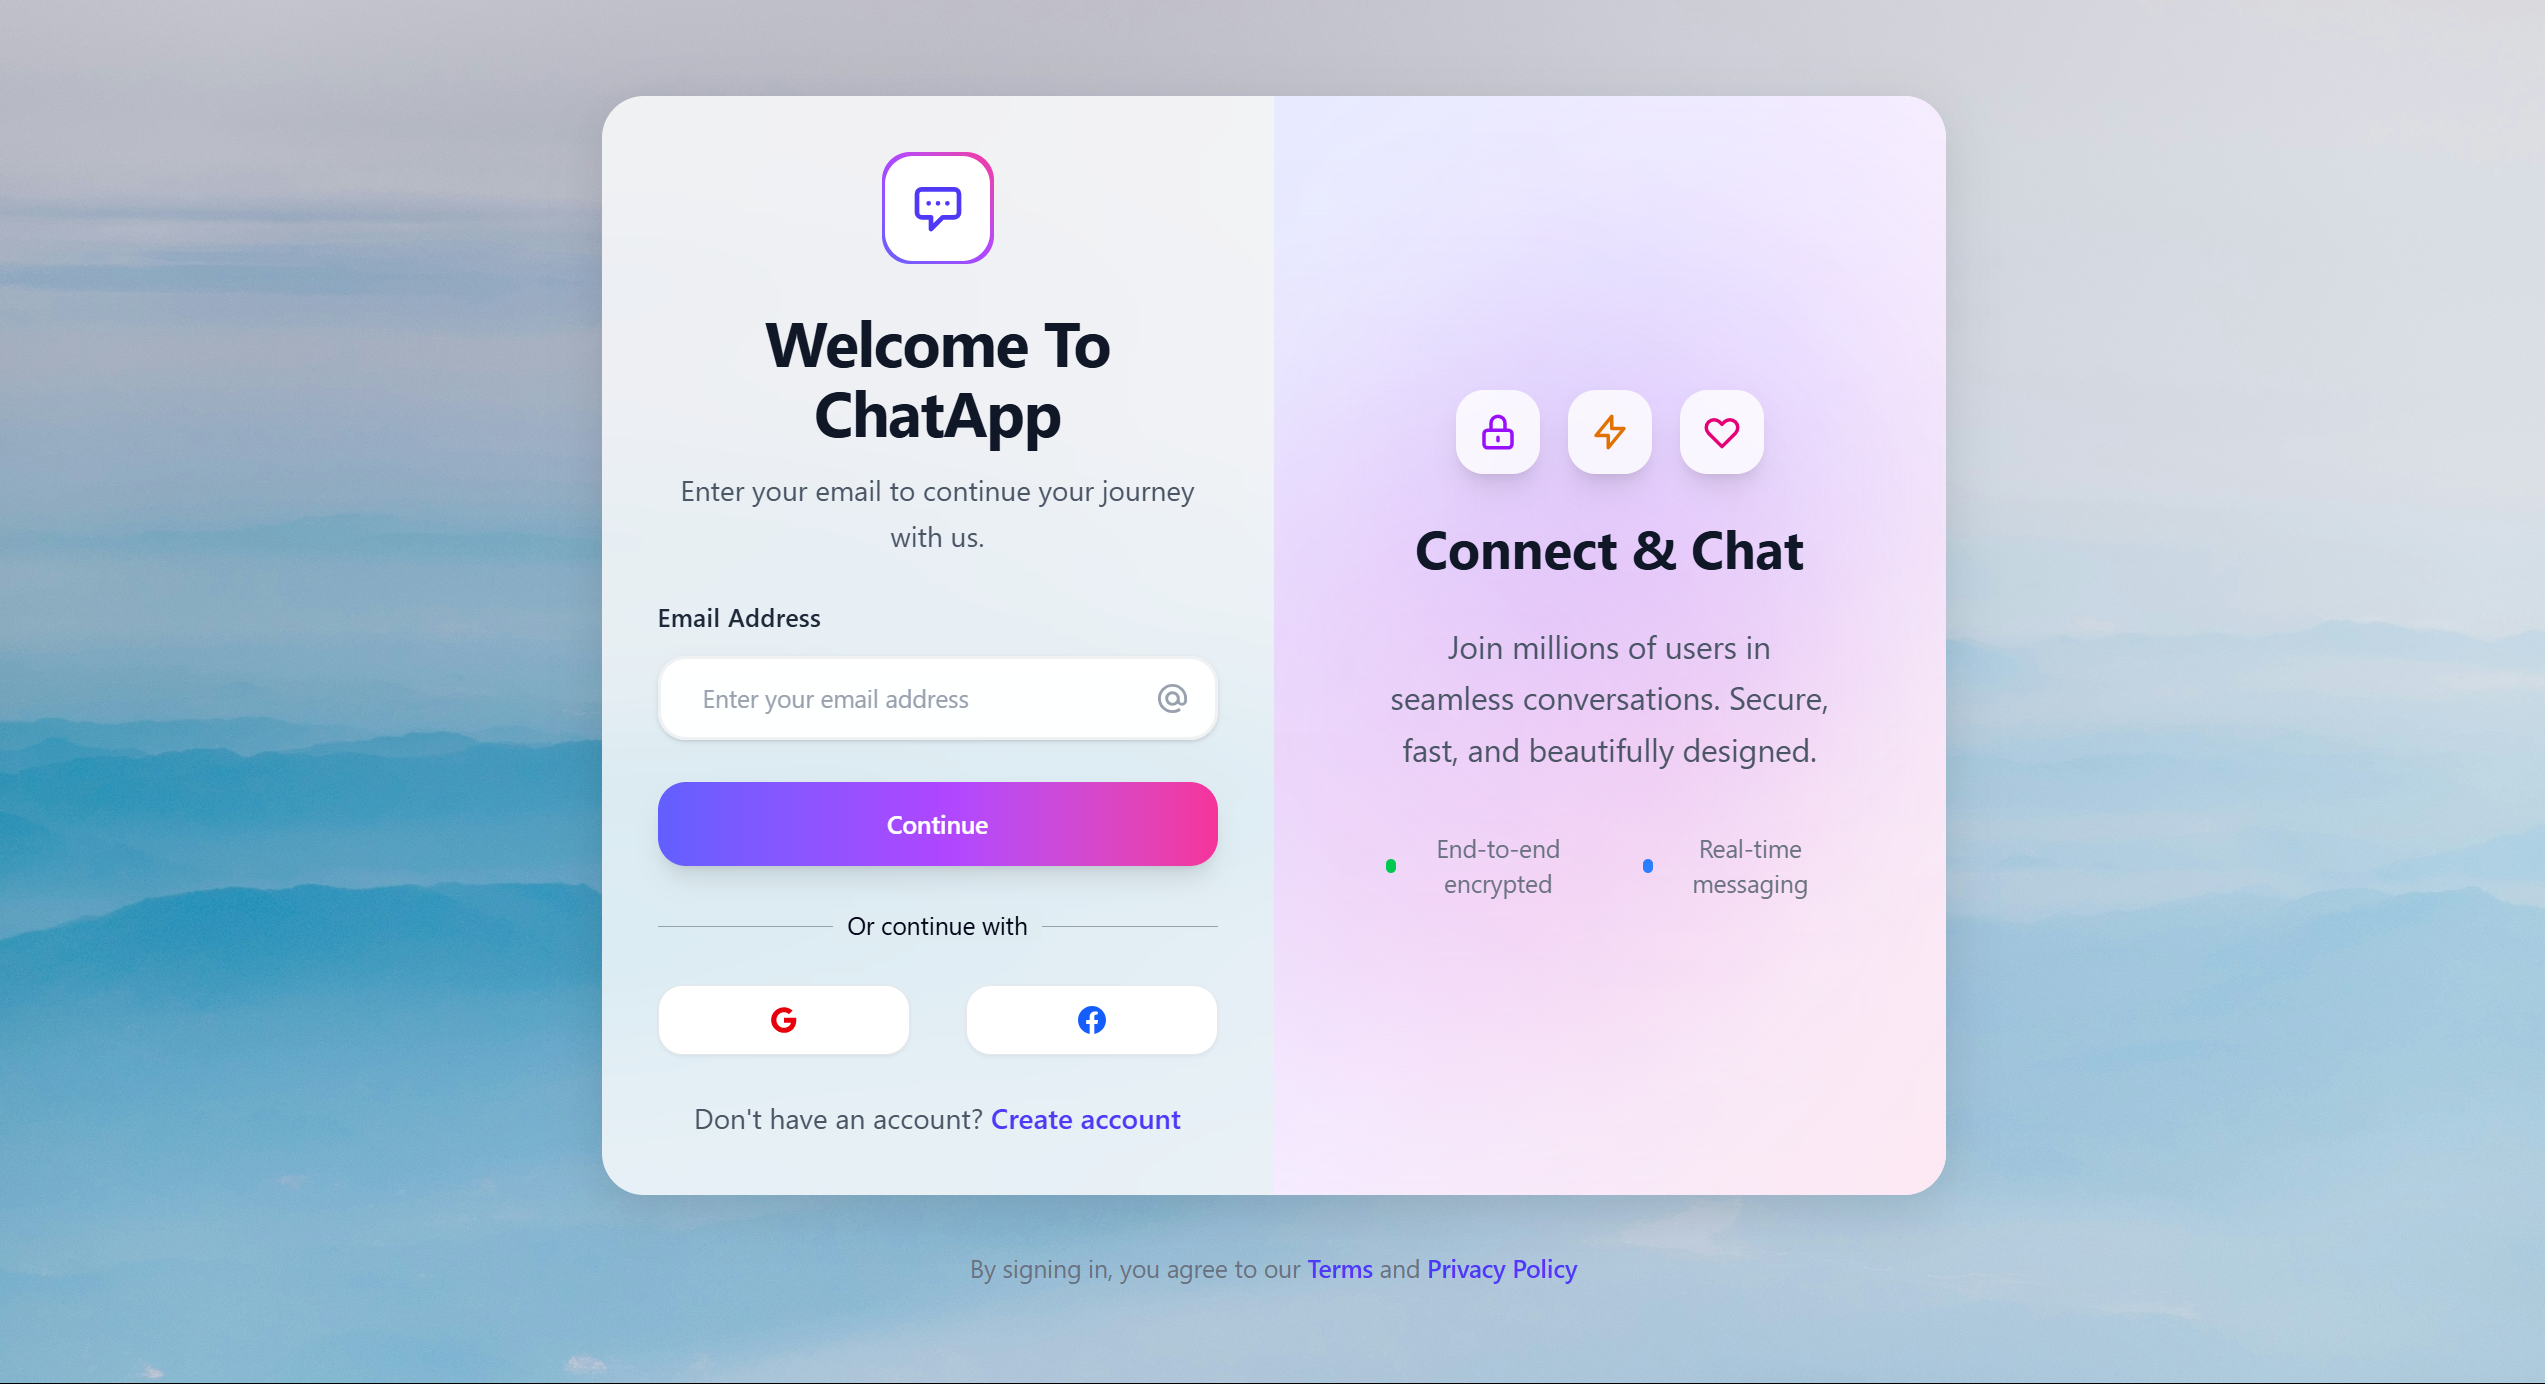 Welcome To
ChatApp
Enter your email to continue your journey
with us.
Email Address
Enter your email address
Continue
Or continue with
Don't have an account? Create account
Connect & Chat
Join millions of users in
seamless conversations. Secure,
fast, and beautifully designed.
End-to-end
encrypted
Real-time
messaging
By signing in, you agree to our Terms and Privacy Policy